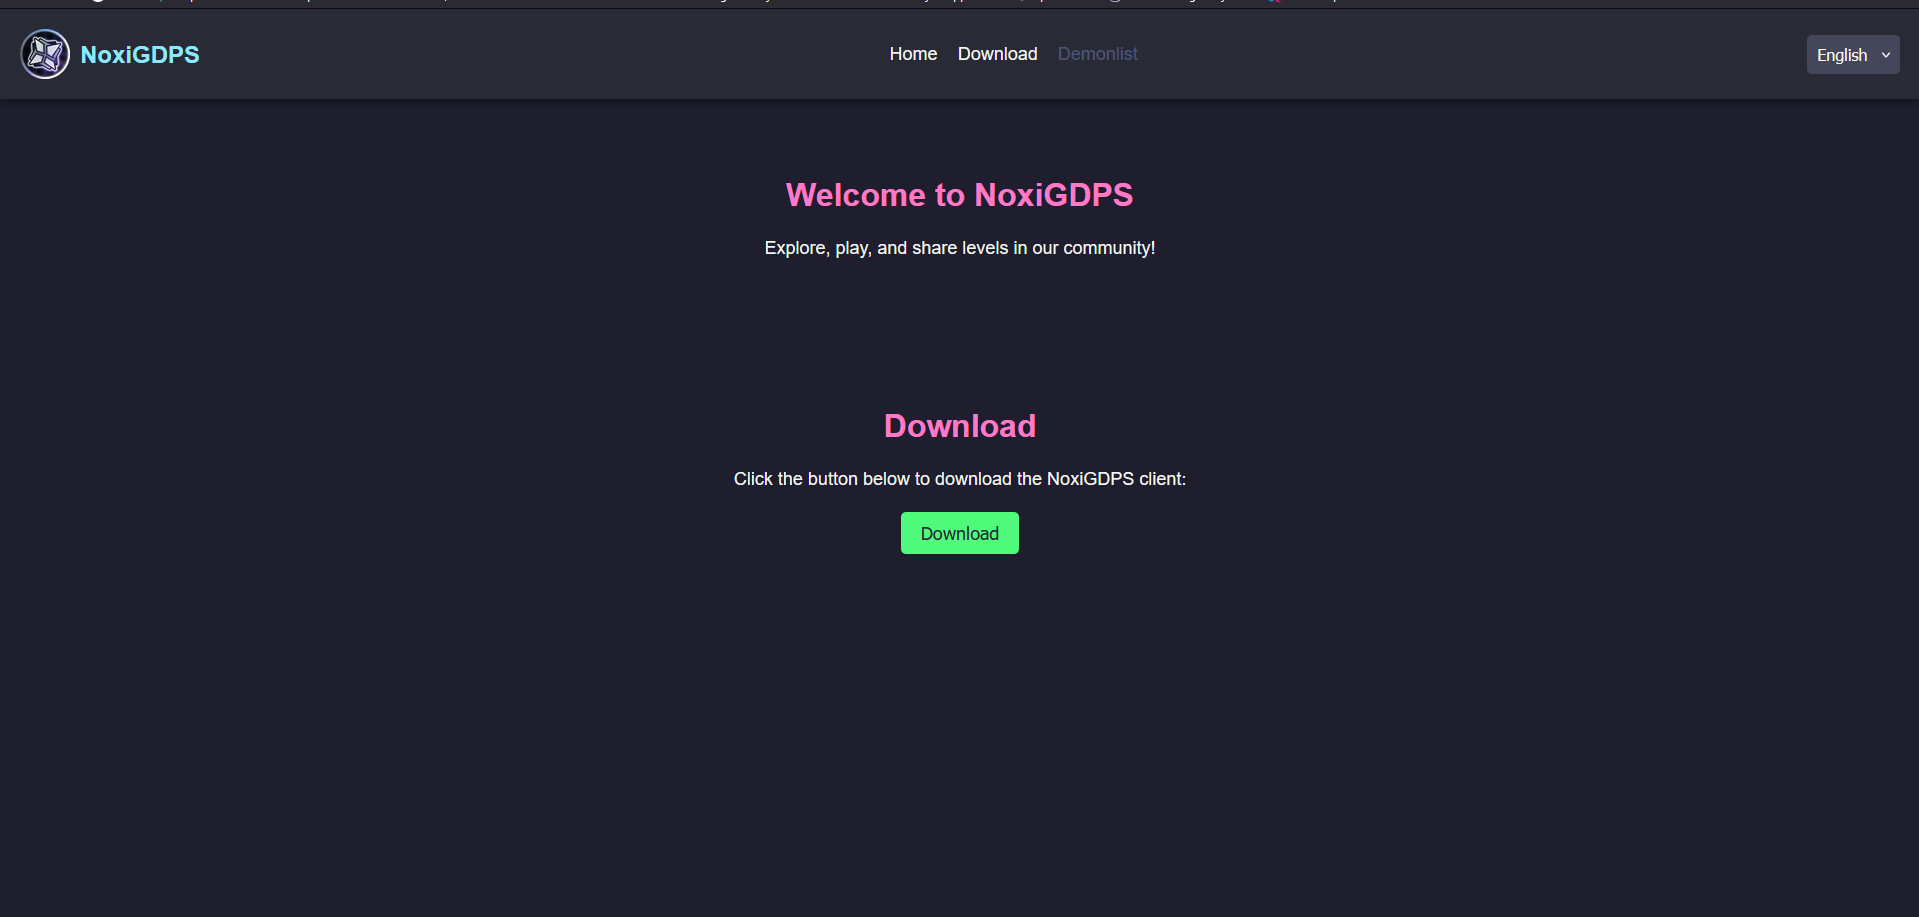 NoxiGDPS
Home Download Demonlist
English
Welcome to NoxiGDPS
Explore, play, and share levels in our community!
Download
Click the button below to download the NoxiGDPS client:
Download